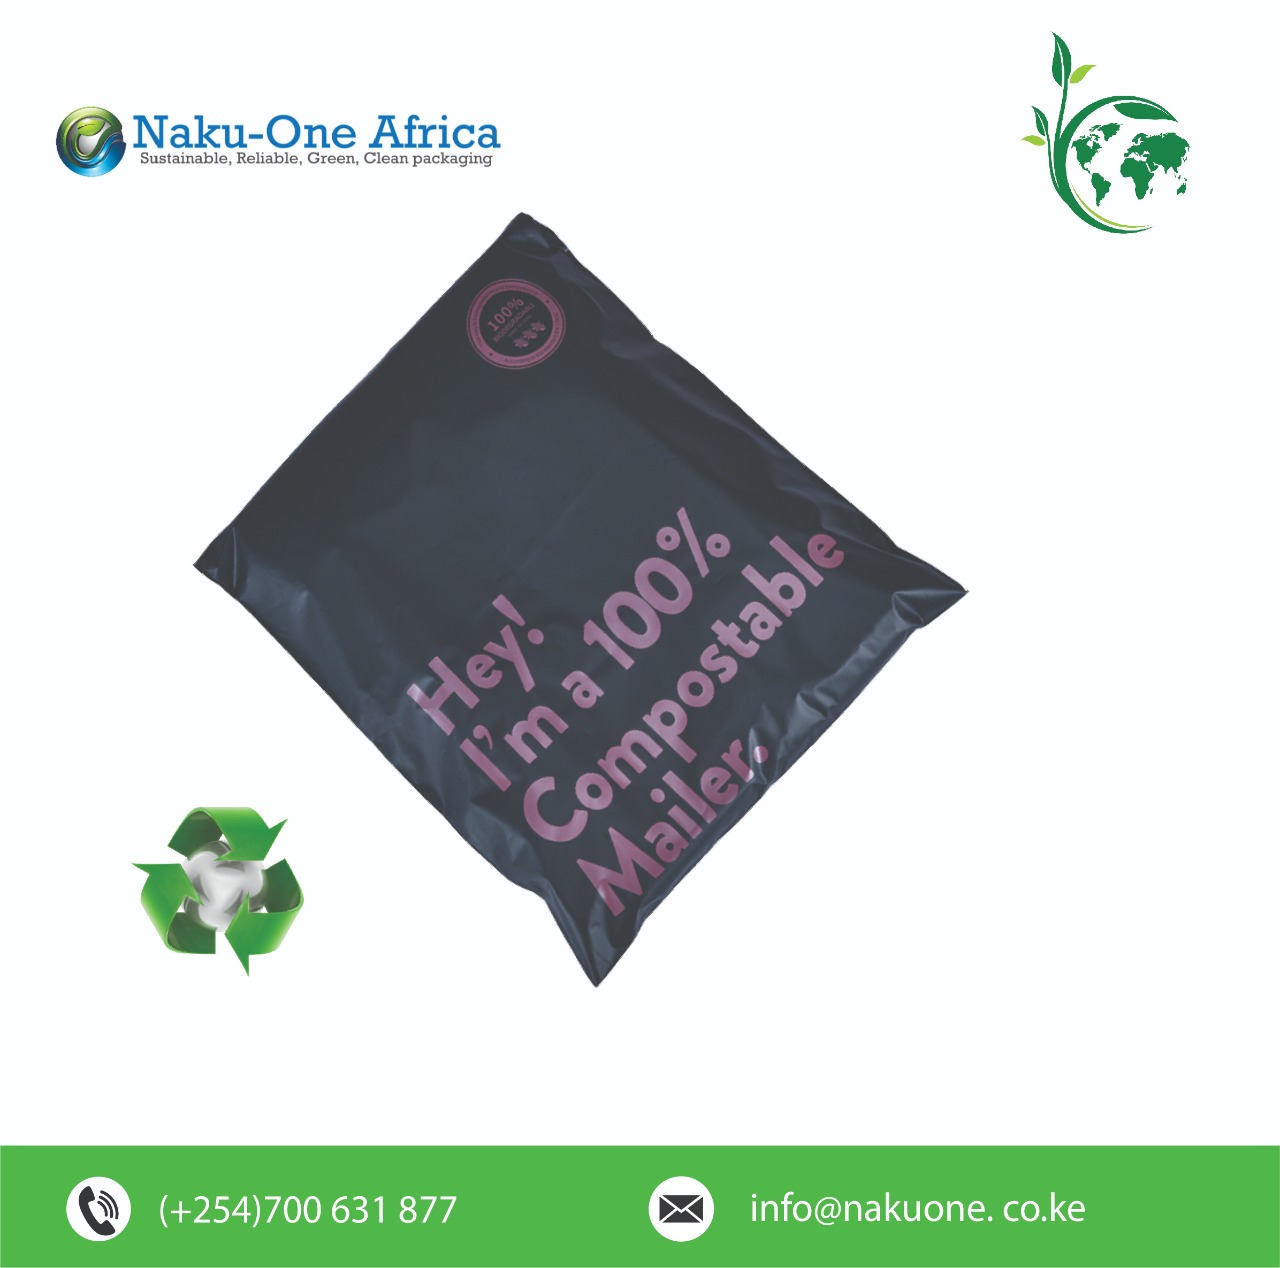 Naku-One Africa
Sustainable, Reliable, Green, Clean packaging
100%
BIODEGRADABLE
Hey!
I'm a 100%
Compostable
Mailer.
(+254)700 631 877
info@nakuone. co.ke